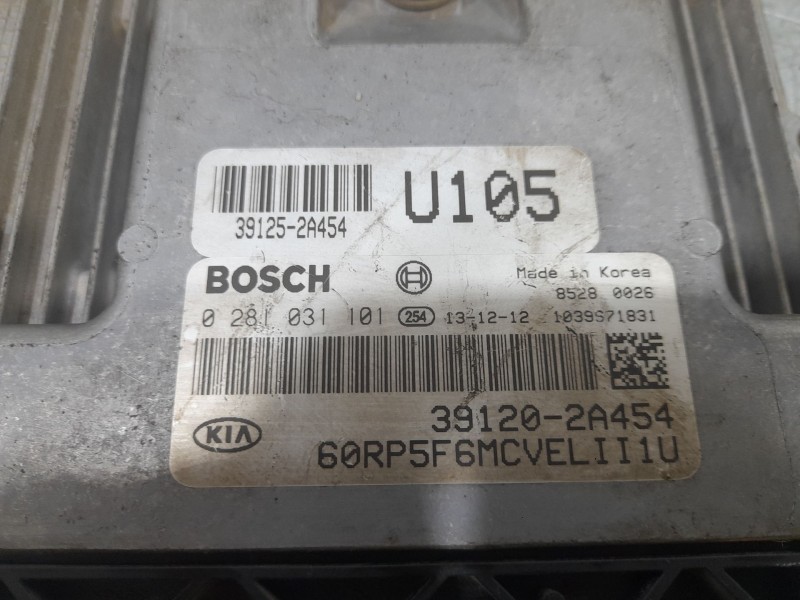 U105
39125-2A454
BOSCH
Made in Korea
8528 0026
0 281 031 101 254 13-12-12 1039S71831
39120-2A454
KIA
60RP5F6MCVELII1U